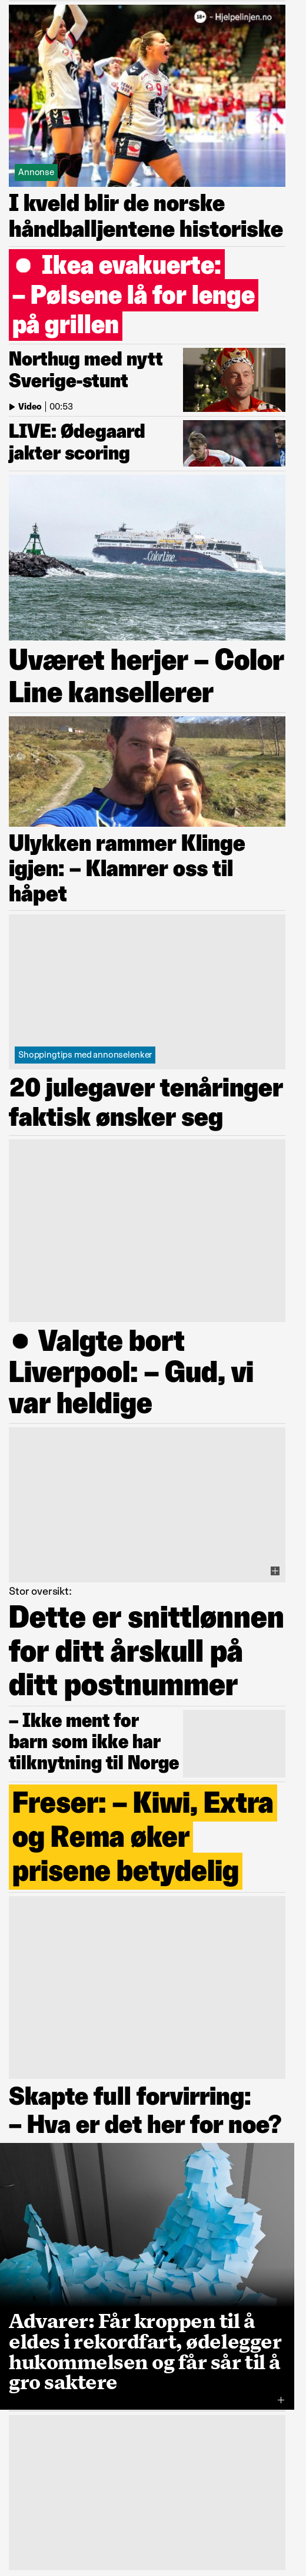 18+ – Hjelpelinjen.no
Annonse
I kveld blir de norske
håndballjentene historiske
Ikea evakuerte:
– Pølsene lå for lenge
på grillen
Northug med nytt
Sverige-stunt
Video | 00:53
LIVE: Ødegaard
jakter scoring
Color Line
Uværet herjer – Color
Line kansellerer
Ulykken rammer Klinge
igjen: – Klamrer oss til
håpet
Shoppingtips med annonselenker
20 julegaver tenåringer
faktisk ønsker seg
● Valgte bort
Liverpool: – Gud, vi
var heldige
Stor oversikt:
Dette er snittlønnen
for ditt årskull på
ditt postnummer
– Ikke ment for
barn som ikke har
tilknytning til Norge
Freser: – Kiwi, Extra
og Rema øker
prisene betydelig
Skapte full forvirring:
– Hva er det her for noe?
Advarer: Får kroppen til å
eldes i rekordfart, ødelegger
hukommelsen og får sår til å
gro saktere